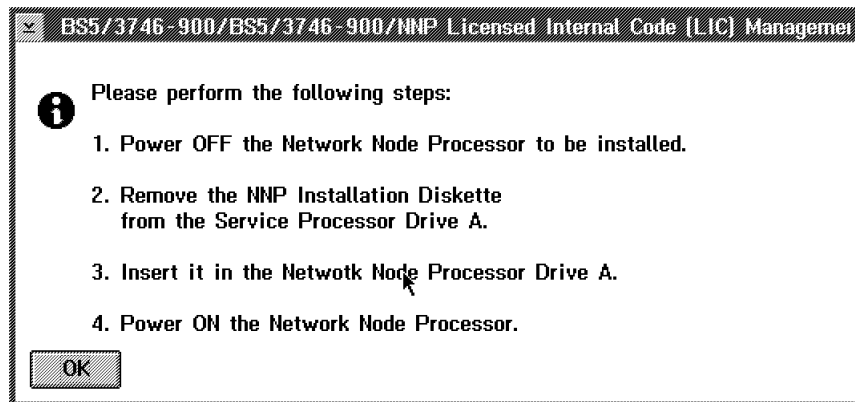 BS5/3746-900/BS5/3746-900/NNP Licensed Internal Code (LIC)
Please perform the following steps:
1. Power OFF the Network Node Processor to be installed.
2. Remove the NNP Installation Diskette
from the Service Processor Drive A.
3. Insert it in the Netwotk Node Processor Drive A.
4. Power ON the Network Node Processor.
OK